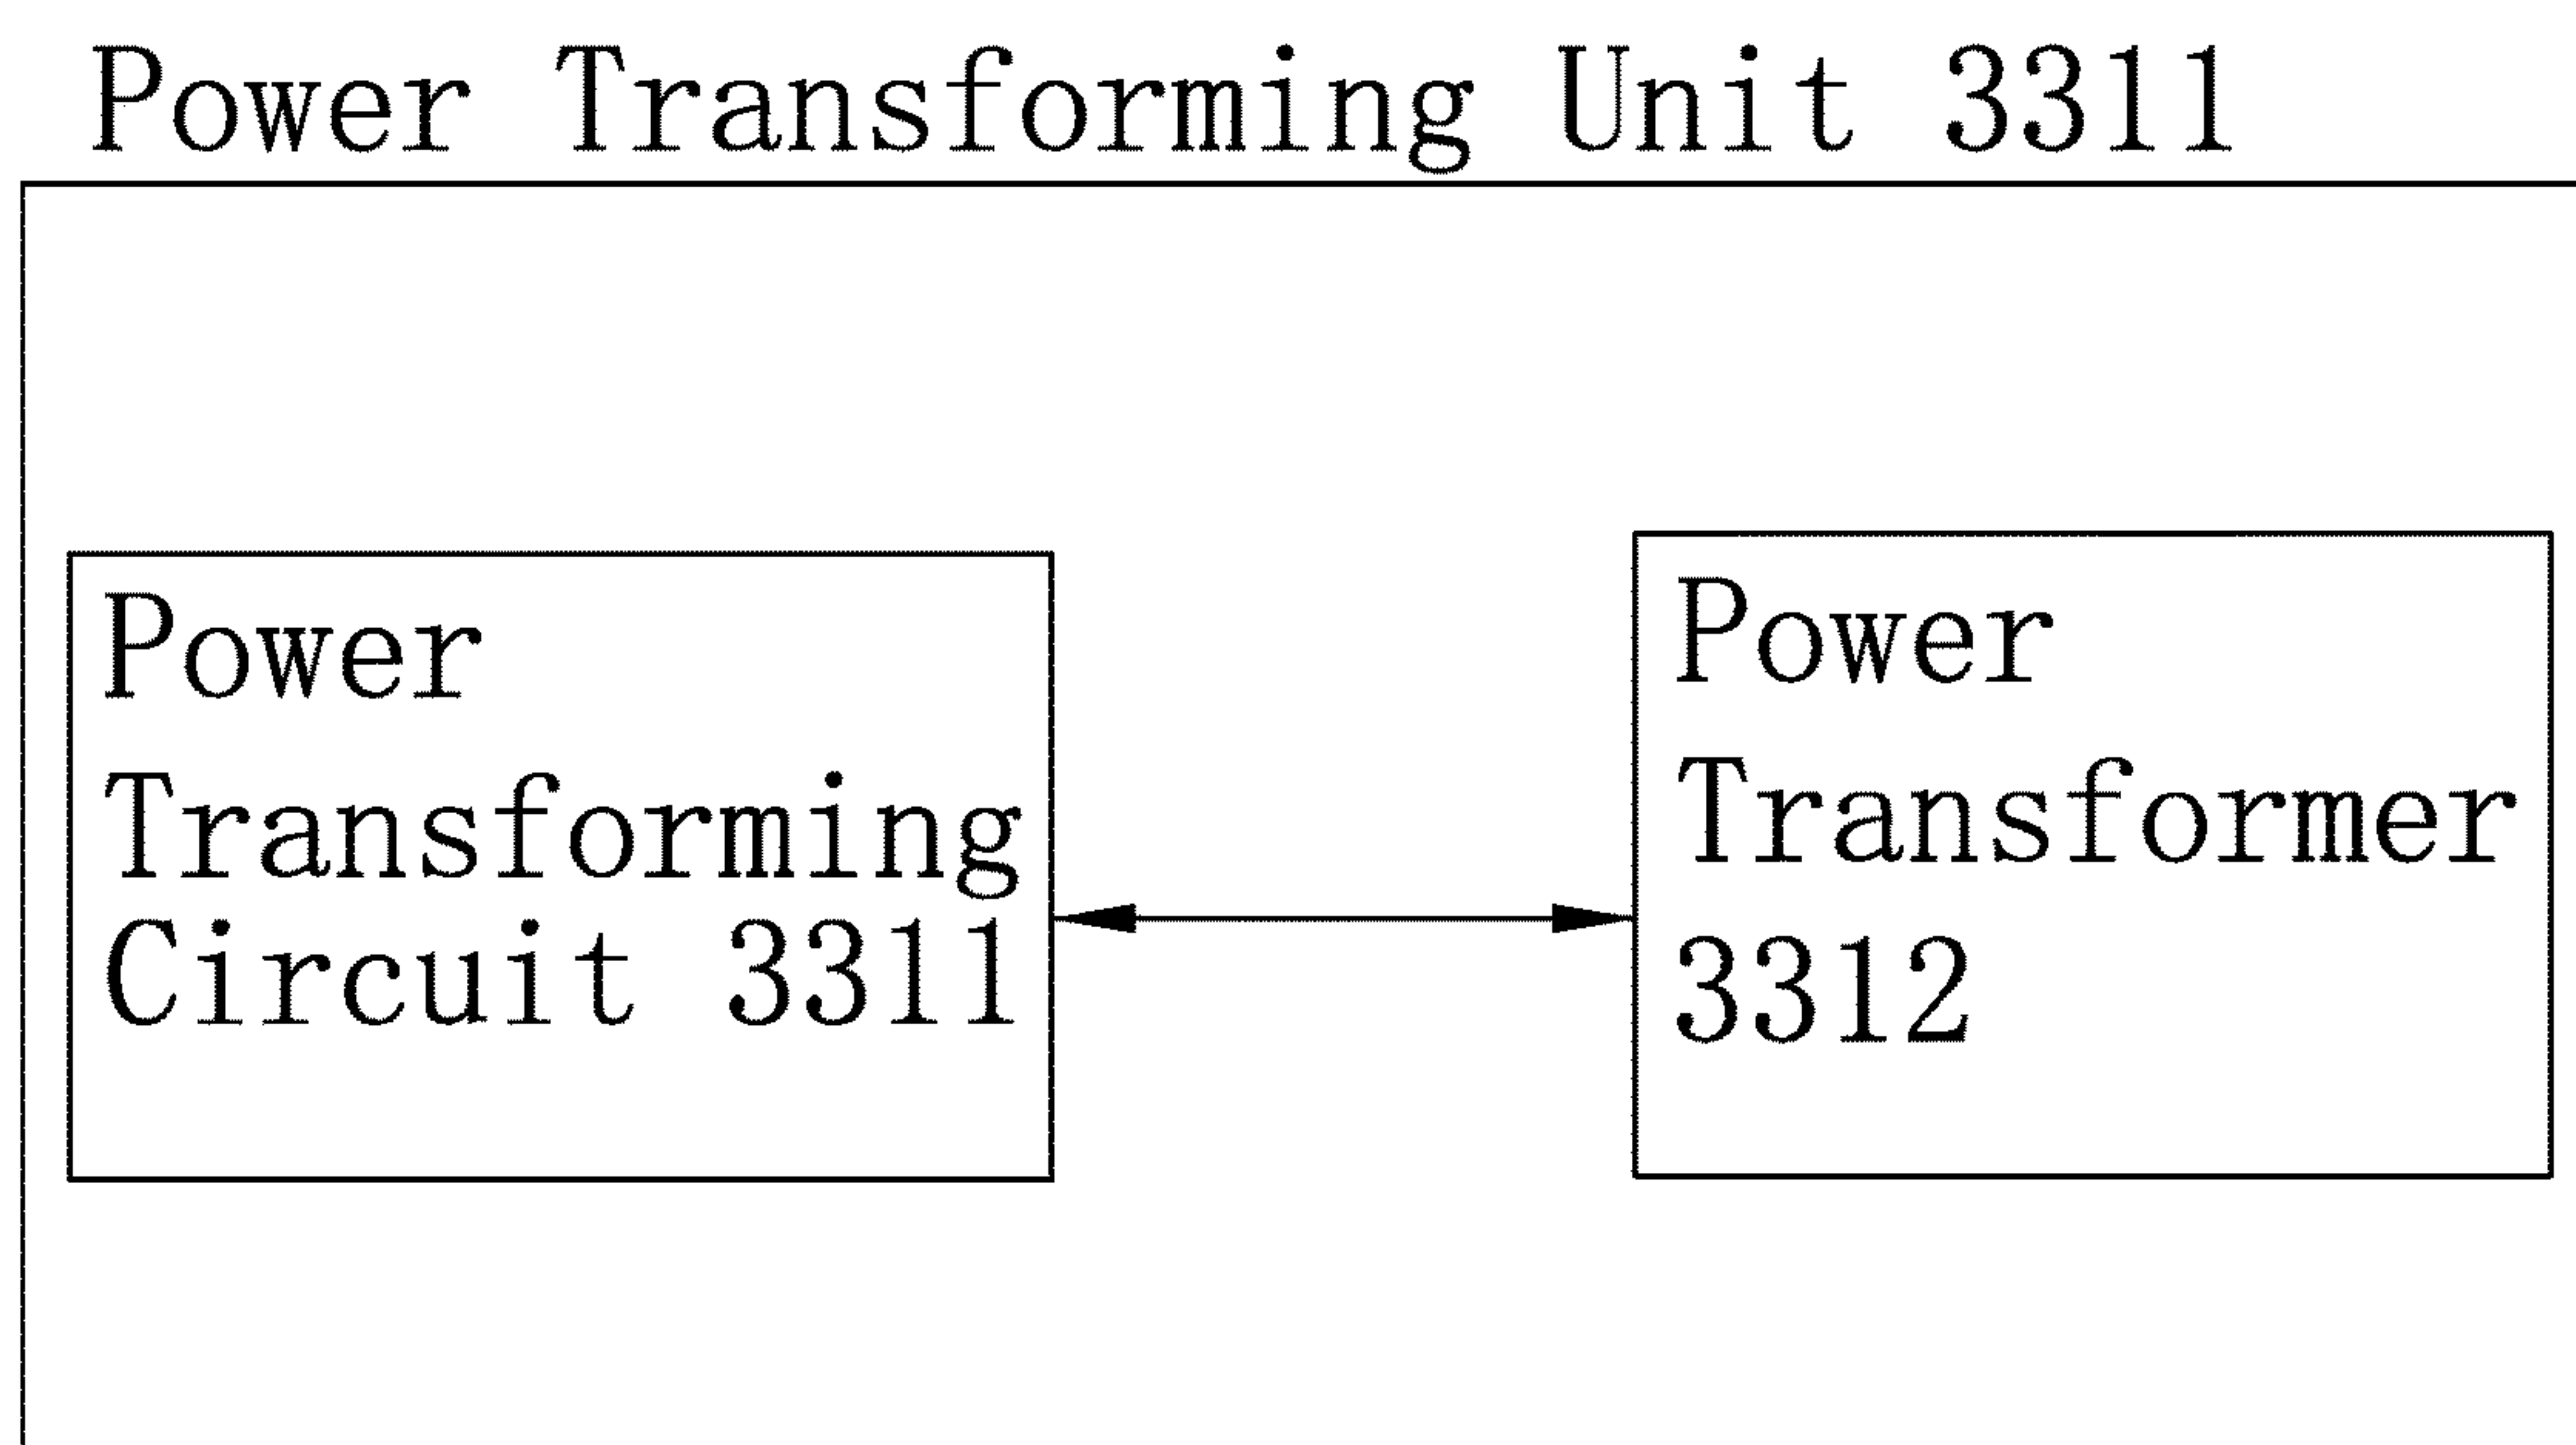 Power Transforming Unit 3311
Power
Transforming
Circuit 3311
Power
Transformer
3312